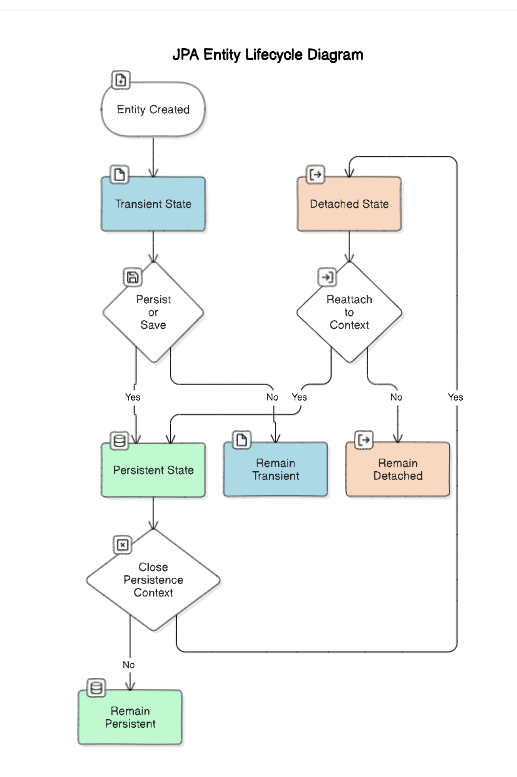 JPA Entity Lifecycle Diagram
Entity Created
Transient State
Detached State
Persist
or
Save
Reattach
to
Context
Yes
No
Yes
No
Yes
Persistent State
Remain
Transient
Remain
Detached
Close
Persistence
Context
No
Remain
Persistent